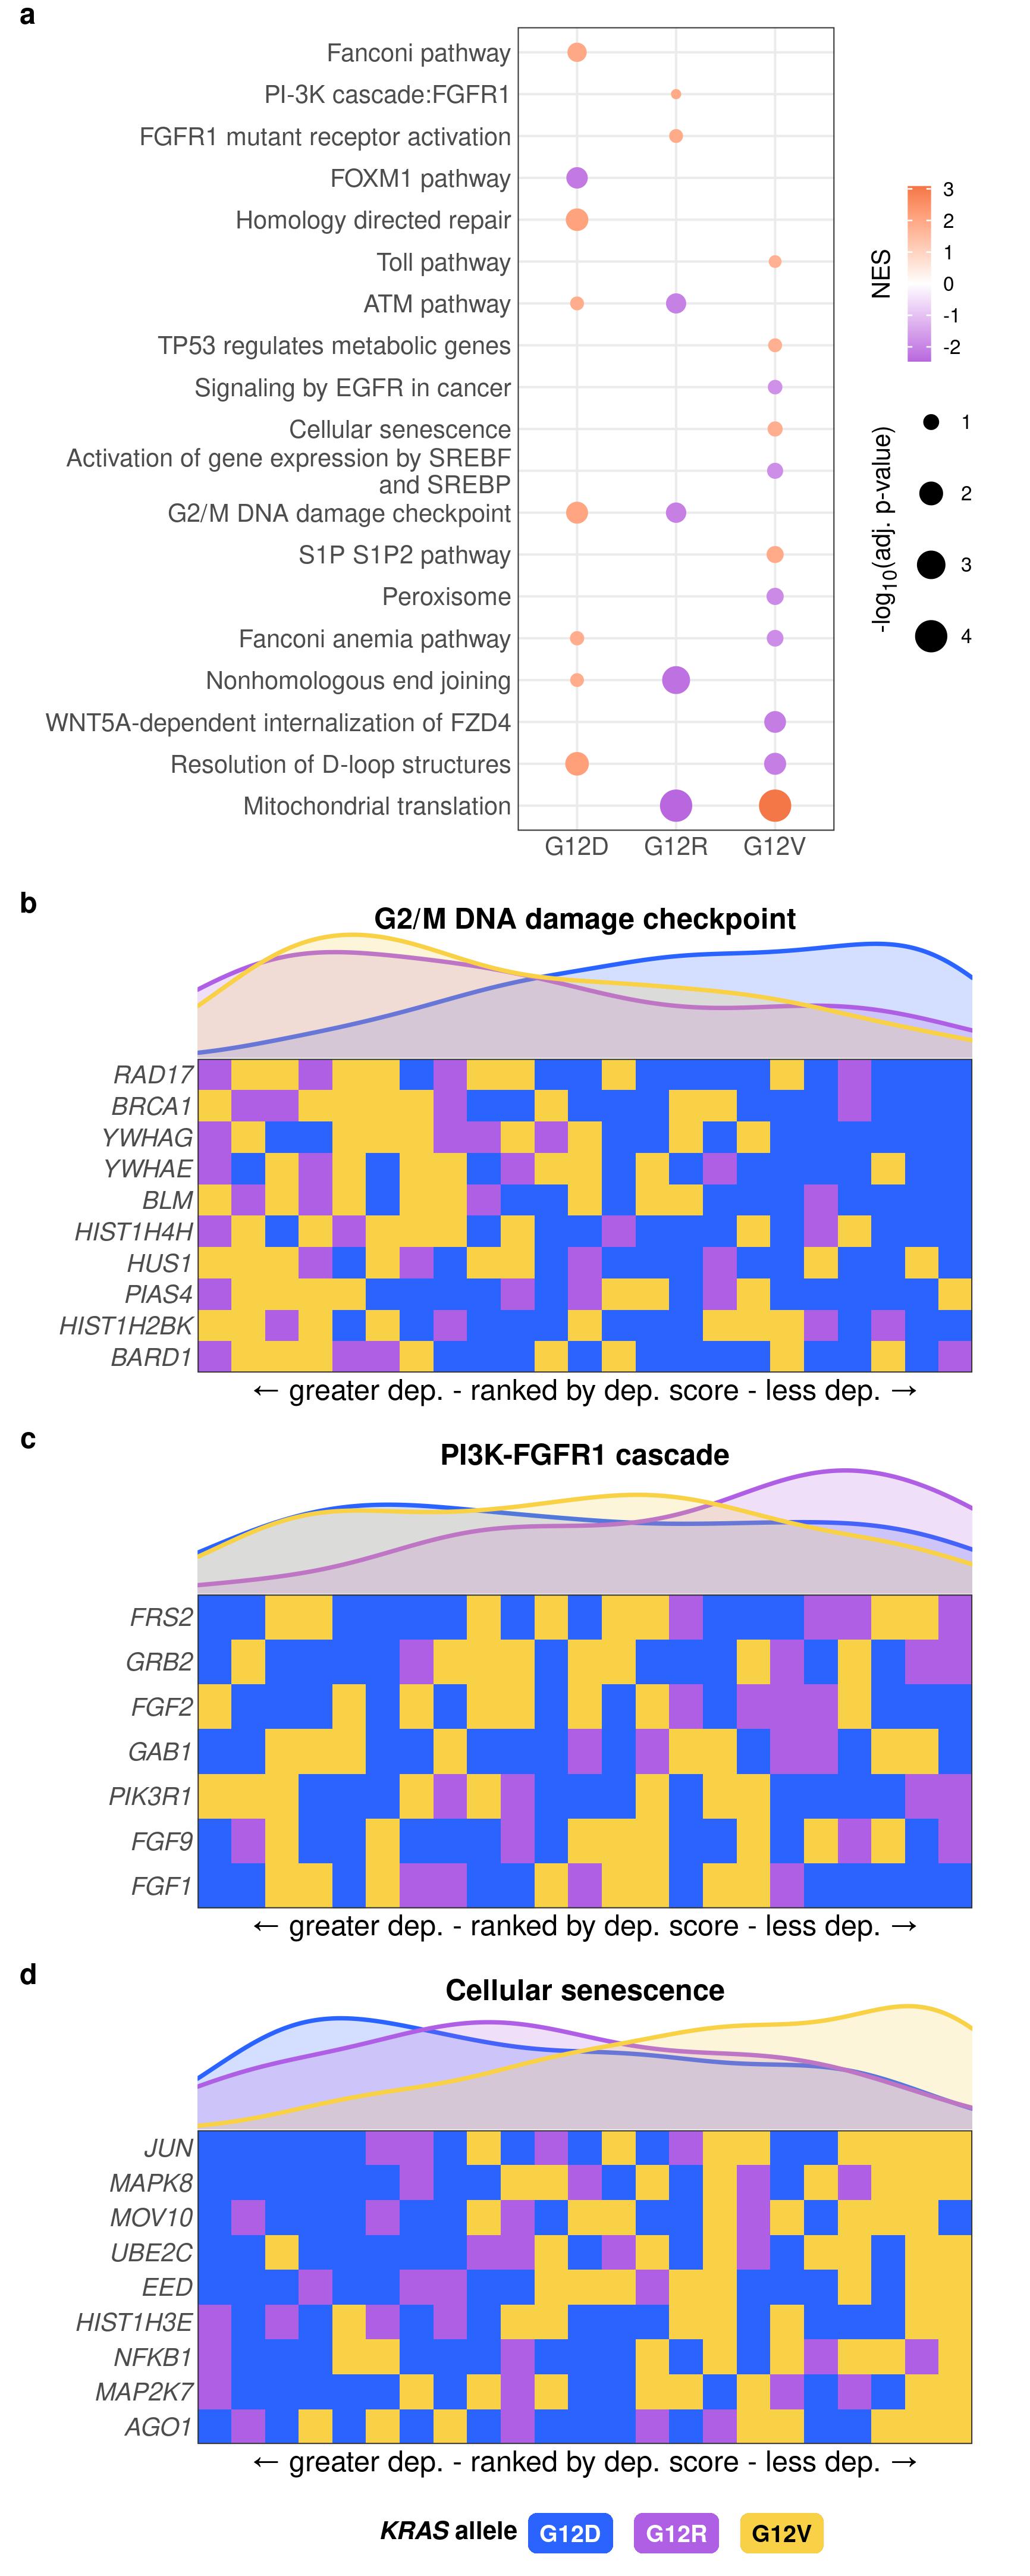 a
Fanconi pathway
PI-3K cascade:FGFR1
FGFR1 mutant receptor activation
FOXM1 pathway
Homology directed repair
Toll pathway
ATM pathway
TP53 regulates metabolic genes
Signaling by EGFR in cancer
Cellular senescence
Activation of gene expression by SREBF
and SREBP
G2/M DNA damage checkpoint
S1P S1P2 pathway
Peroxisome
Fanconi anemia pathway
Nonhomologous end joining
WNT5A-dependent internalization of FZD4
Resolution of D-loop structures
Mitochondrial translation
G12D G12R G12V
NES
3
2
1
0
-1
-2
-log10(adj. p-value)
1
2
3
4
b
G2/M DNA damage checkpoint
RAD17
BRCA1
YWHAG
YWHAE
BLM
HIST1H4H
HUS1
PIAS4
HIST1H2BK
BARD1
← greater dep. - ranked by dep. score - less dep. →
c
PI3K-FGFR1 cascade
FRS2
GRB2
FGF2
GAB1
PIK3R1
FGF9
FGF1
← greater dep. - ranked by dep. score - less dep. →
d
Cellular senescence
JUN
MAPK8
MOV10
UBE2C
EED
HIST1H3E
NFKB1
MAP2K7
AGO1
← greater dep. - ranked by dep. score - less dep. →
KRAS allele G12D G12R G12V